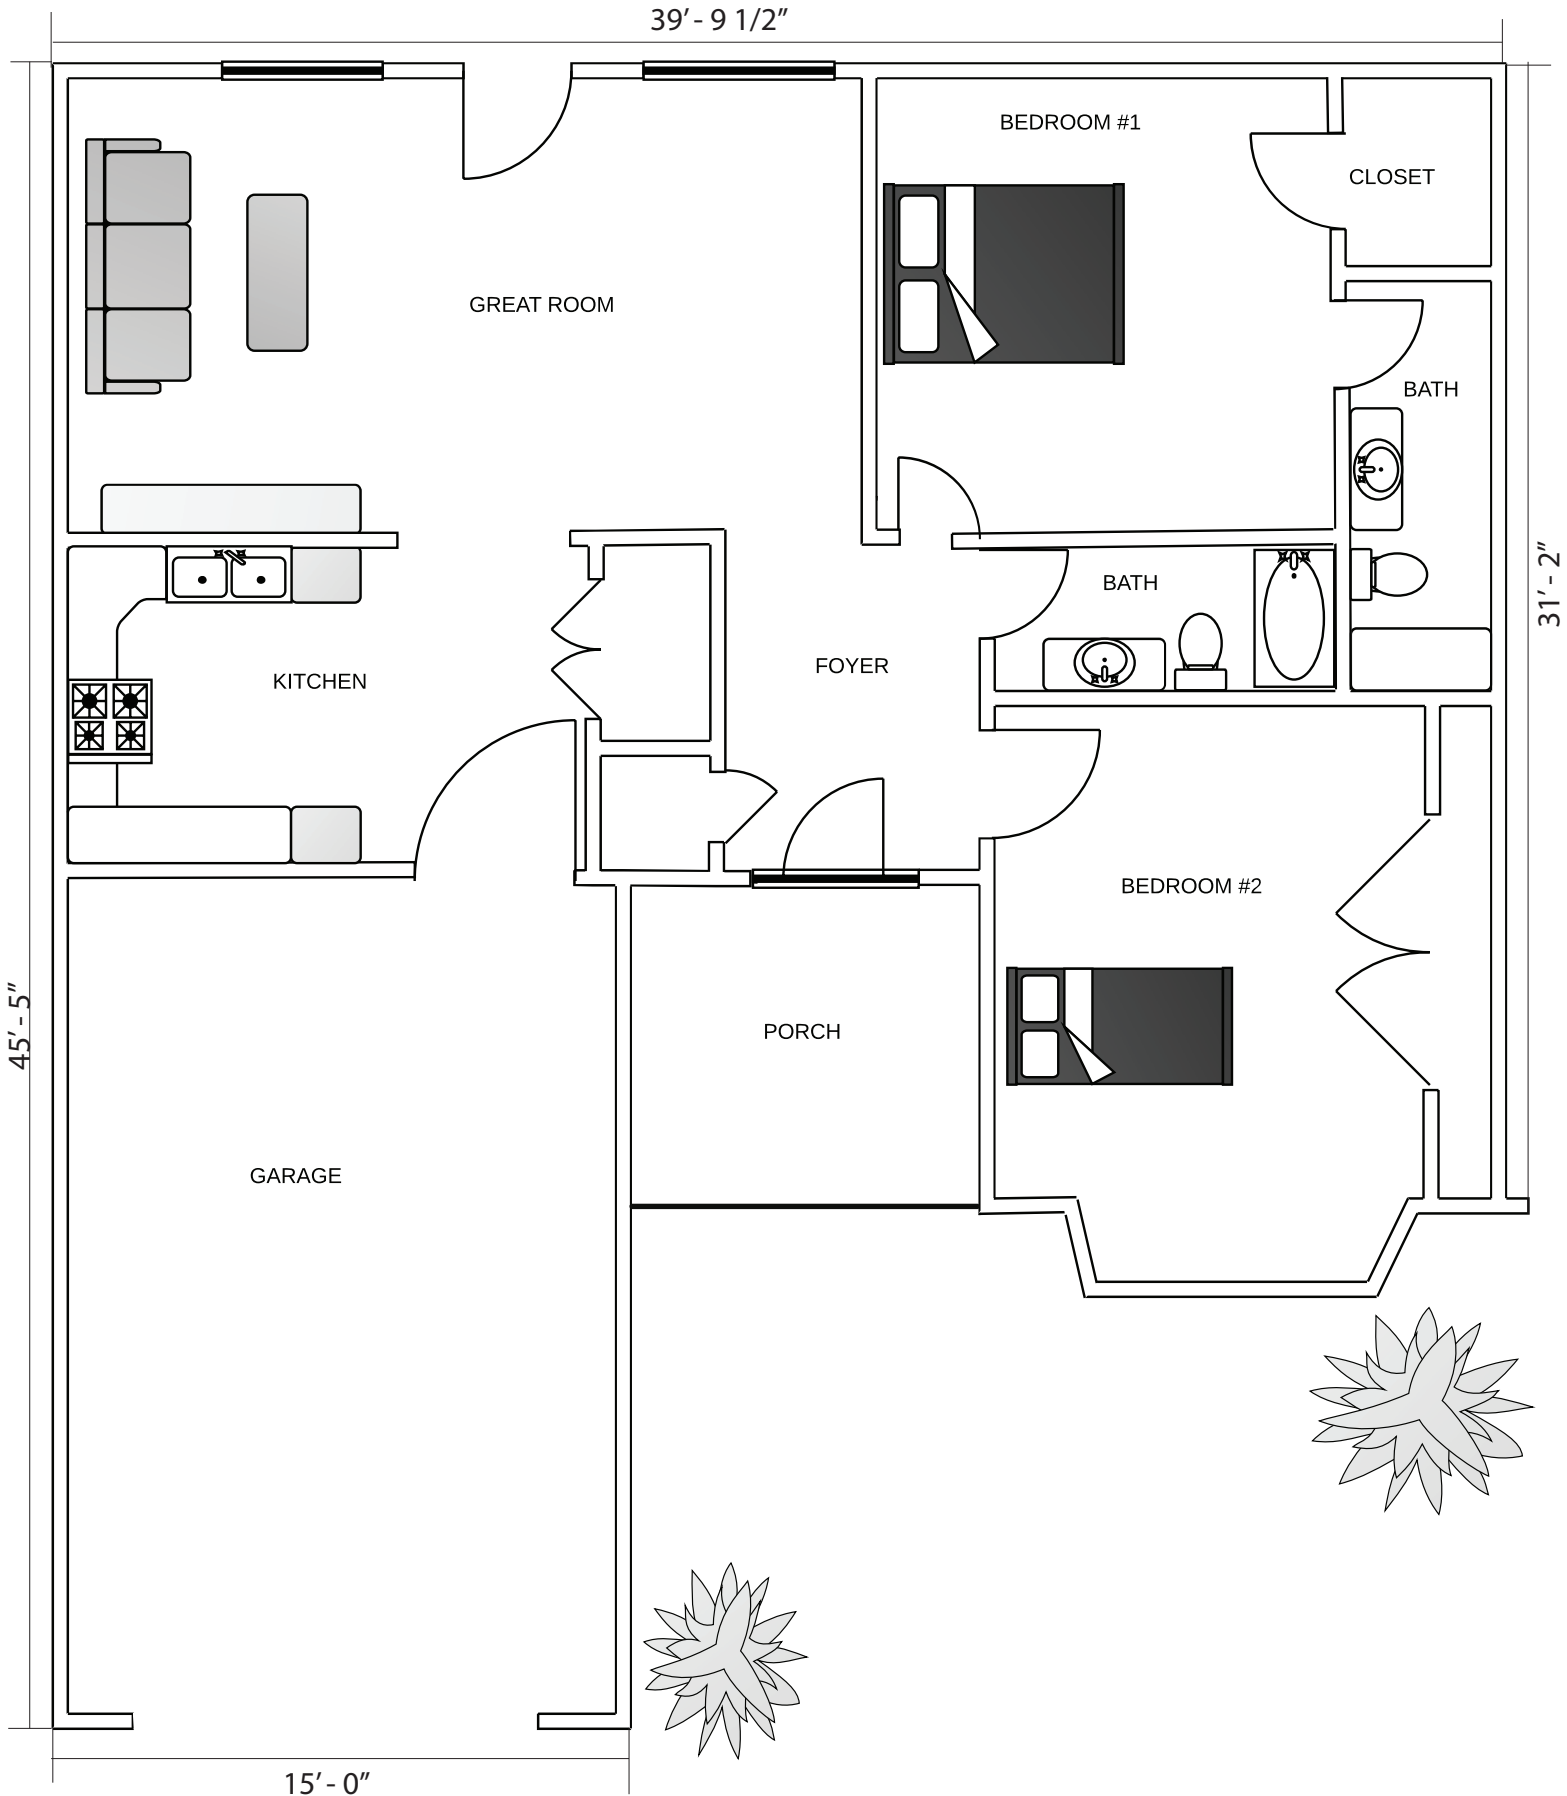 39’ - 9 1/2”
BEDROOM #1
CLOSET
GREAT ROOM
BATH
31’ - 2”
BATH
FOYER
KITCHEN
BEDROOM #2
45’ - 5”
PORCH
GARAGE
15’ - 0”